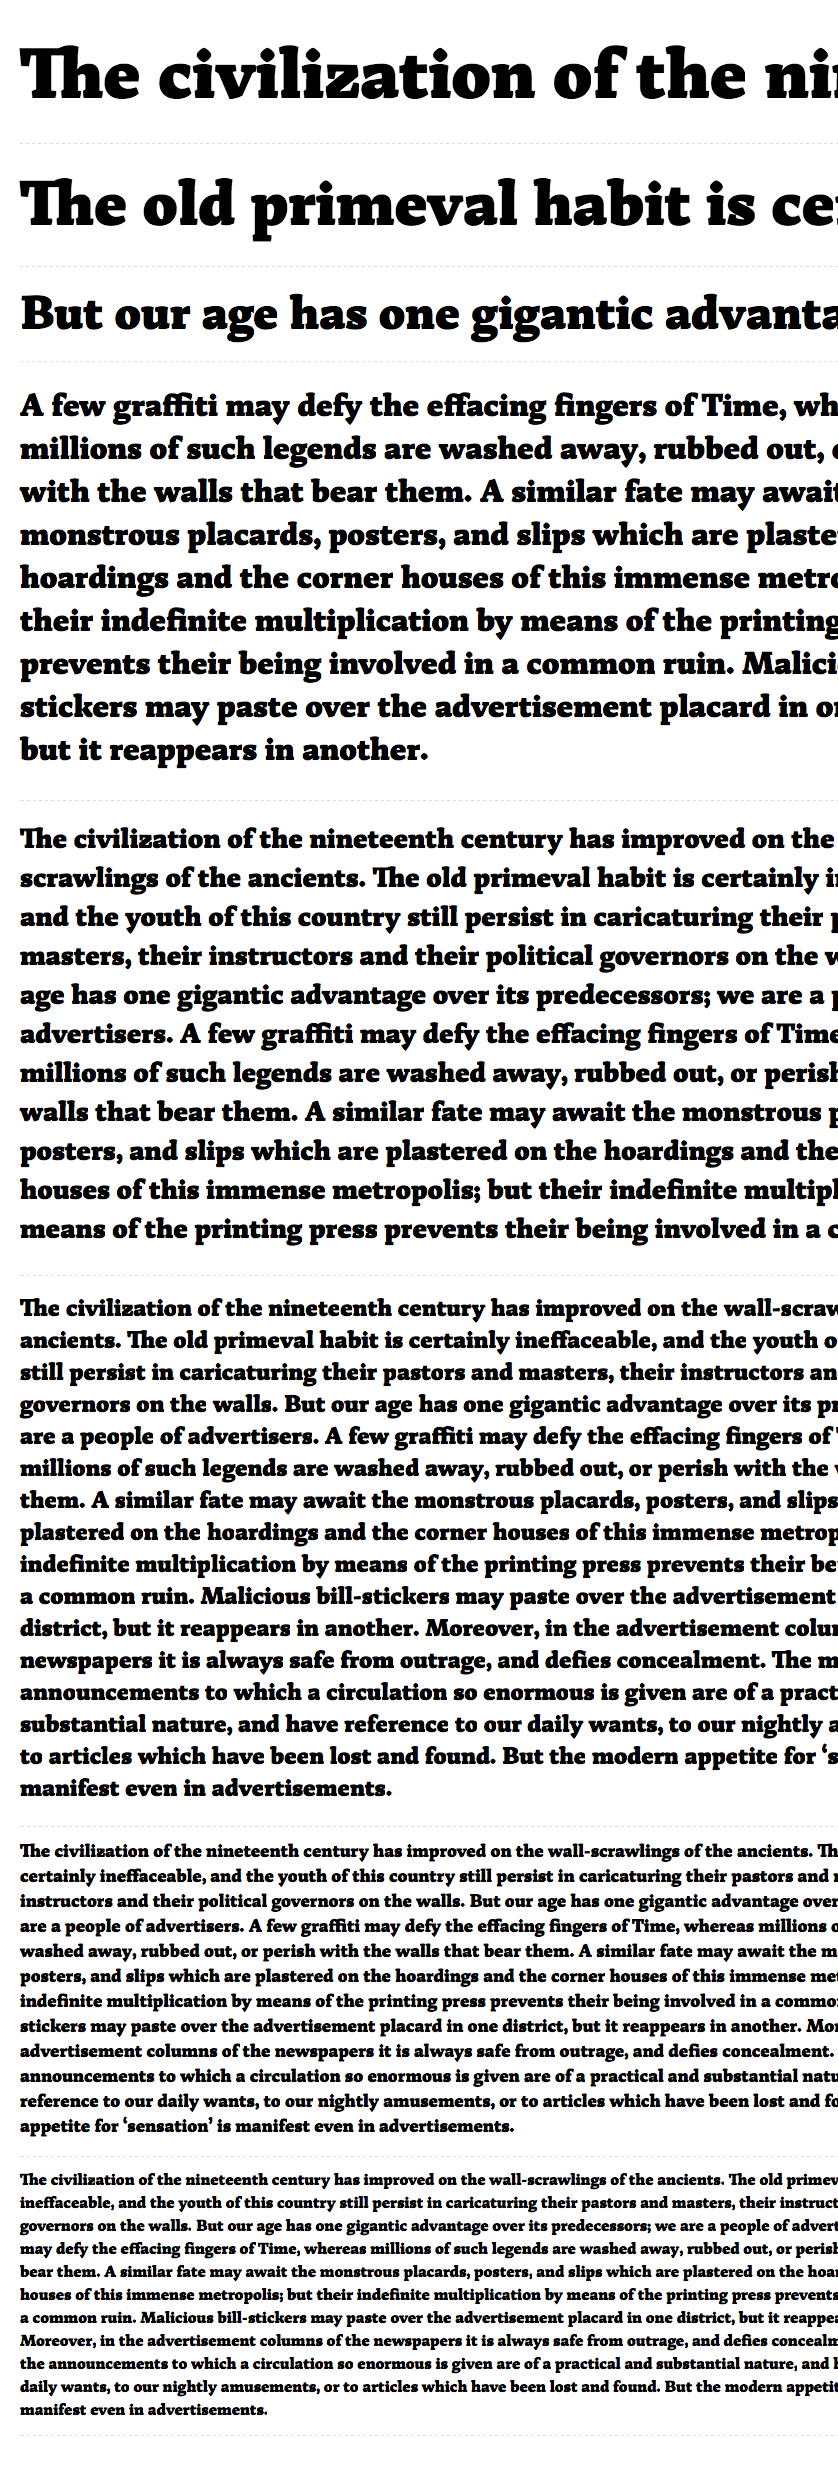 The civilization of the ni
The old primeval habit is ce
But our age has one gigantic advanta
A few graffiti may defy the effacing fingers of Time, wh
millions of such legends are washed away, rubbed out,
with the walls that bear them. A similar fate may await
monstrous placards, posters, and slips which are plaste
hoardings and the corner houses of this immense metro
their indefinite multiplication by means of the printing
prevents their being involved in a common ruin. Malici
stickers may paste over the advertisement placard in o
but it reappears in another.
The civilization of the nineteenth century has improved on the
scrawlings of the ancients. The old primeval habit is certainly i
and the youth of this country still persist in caricaturing their
masters, their instructors and their political governors on the
age has one gigantic advantage over its predecessors; we are a
advertisers. A few graffiti may defy the effacing fingers of Time
millions of such legends are washed away, rubbed out, or perish
walls that bear them. A similar fate may await the monstrous
posters, and slips which are plastered on the hoardings and the
houses of this immense metropolis; but their indefinite multipl
means of the printing press prevents their being involved in a c
The civilization of the nineteenth century has improved on the wall-scraw
ancients. The old primeval habit is certainly ineffaceable, and the youth o
still persist in caricaturing their pastors and masters, their instructors an
governors on the walls. But our age has one gigantic advantage over its pr
are a people of advertisers. A few graffiti may defy the effacing fingers of
millions of such legends are washed away, rubbed out, or perish with the
them. A similar fate may await the monstrous placards, posters, and slips
plastered on the hoardings and the corner houses of this immense metrop
indefinite multiplication by means of the printing press prevents their be
a common ruin. Malicious bill-stickers may paste over the advertisement
district, but it reappears in another. Moreover, in the advertisement colu
newspapers it is always safe from outrage, and defies concealment. The m
announcements to which a circulation so enormous is given are of a pract
substantial nature, and have reference to our daily wants, to our nightly a
to articles which have been lost and found. But the modern appetite for ‘s
manifest even in advertisements.
The civilization of the nineteenth century has improved on the wall-scrawlings of the ancients. Th
certainly ineffaceable, and the youth of this country still persist in caricaturing their pastors and
instructors and their political governors on the walls. But our age has one gigantic advantage over
are a people of advertisers. A few graffiti may defy the effacing fingers of Time, whereas millions o
washed away, rubbed out, or perish with the walls that bear them. A similar fate may await the m
posters, and slips which are plastered on the hoardings and the corner houses of this immense met
indefinite multiplication by means of the printing press prevents their being involved in a commo
stickers may paste over the advertisement placard in one district, but it reappears in another. Mor
advertisement columns of the newspapers it is always safe from outrage, and defies concealment.
announcements to which a circulation so enormous is given are of a practical and substantial natu
reference to our daily wants, to our nightly amusements, or to articles which have been lost and fo
appetite for ‘sensation’ is manifest even in advertisements.
The civilization of the nineteenth century has improved on the wall-scrawlings of the ancients. The old primev
ineffaceable, and the youth of this country still persist in caricaturing their pastors and masters, their instruct
governors on the walls. But our age has one gigantic advantage over its predecessors; we are a people of advert
may defy the effacing fingers of Time, whereas millions of such legends are washed away, rubbed out, or perish
bear them. A similar fate may await the monstrous placards, posters, and slips which are plastered on the hoar
houses of this immense metropolis; but their indefinite multiplication by means of the printing press prevents
a common ruin. Malicious bill-stickers may paste over the advertisement placard in one district, but it reappea
Moreover, in the advertisement columns of the newspapers it is always safe from outrage, and defies concealm
the announcements to which a circulation so enormous is given are of a practical and substantial nature, and h
daily wants, to our nightly amusements, or to articles which have been lost and found. But the modern appetit
manifest even in advertisements.